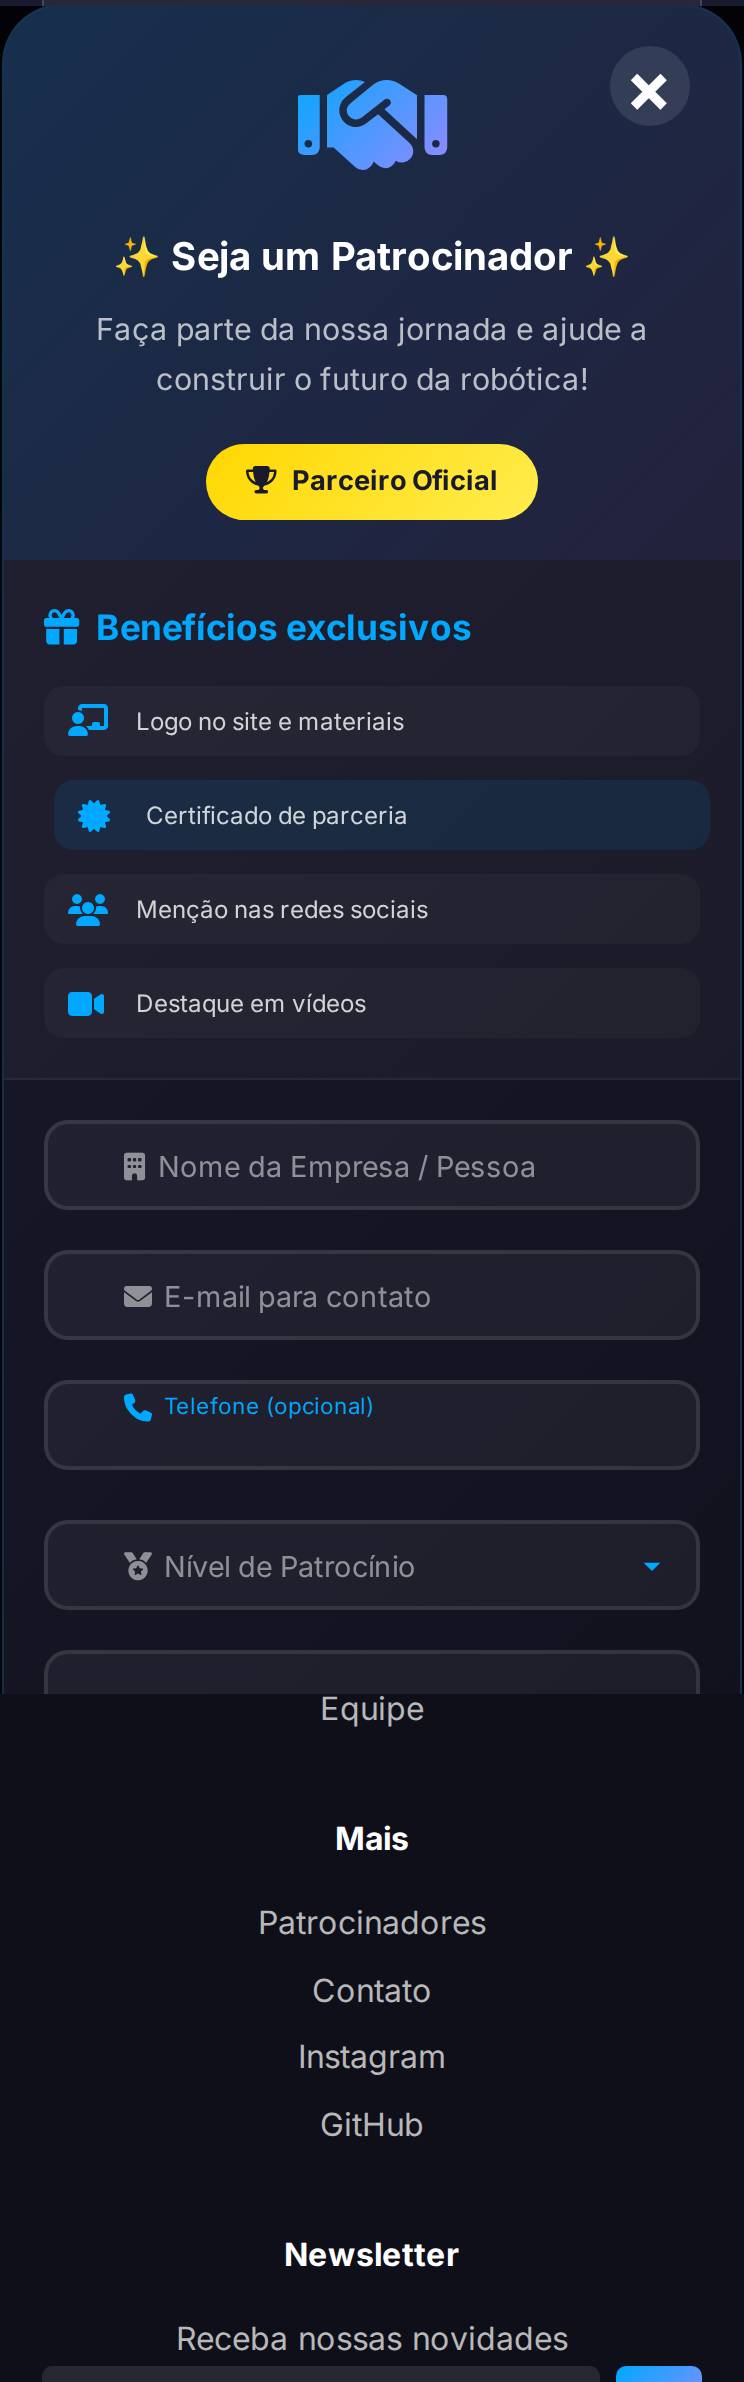 ✨ Seja um Patrocinador ✨
Faça parte da nossa jornada e ajude a
construir o futuro da robótica!
Parceiro Oficial
Benefícios exclusivos
Logo no site e materiais
Certificado de parceria
Menção nas redes sociais
Destaque em vídeos
Nome da Empresa / Pessoa
E-mail para contato
Telefone (opcional)
Nível de Patrocínio
Equipe
Mais
Patrocinadores
Contato
Instagram
GitHub
Newsletter
Receba nossas novidades